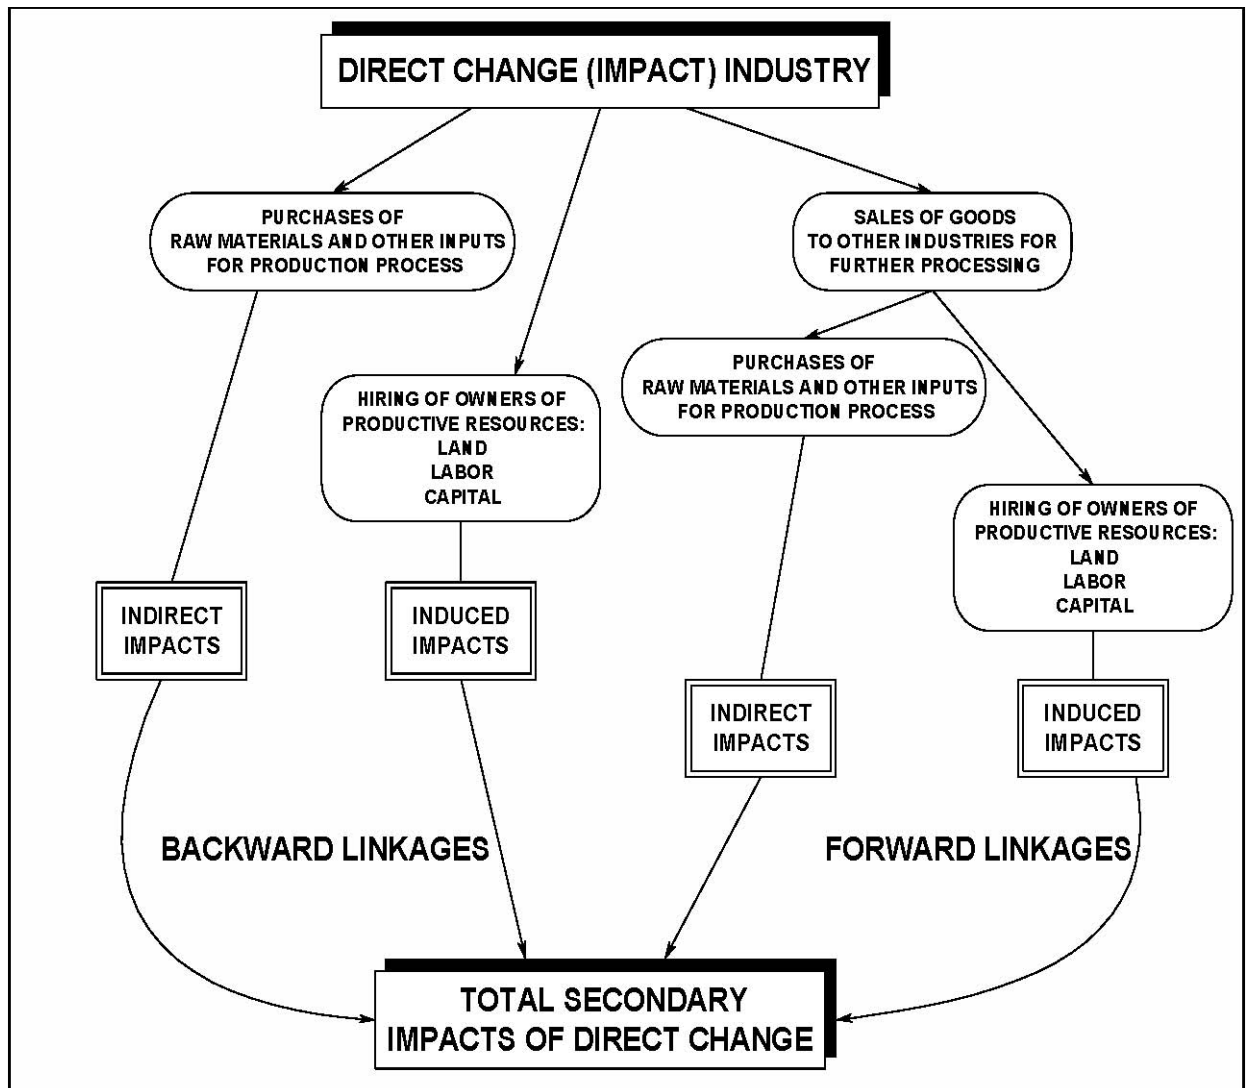 DIRECT CHANGE (IMPACT) INDUSTRY
PURCHASES OF
RAW MATERIALS AND OTHER INPUTS
FOR PRODUCTION PROCESS
SALES OF GOODS
TO OTHER INDUSTRIES FOR
FURTHER PROCESSING
HIRING OF OWNERS OF
PRODUCTIVE RESOURCES:
LAND
LABOR
CAPITAL
PURCHASES OF
RAW MATERIALS AND OTHER INPUTS
FOR PRODUCTION PROCESS
HIRING OF OWNERS OF
PRODUCTIVE RESOURCES:
LAND
LABOR
CAPITAL
INDIRECT
IMPACTS
INDUCED
IMPACTS
INDIRECT
IMPACTS
INDUCED
IMPACTS
BACKWARD LINKAGES
FORWARD LINKAGES
TOTAL SECONDARY
IMPACTS OF DIRECT CHANGE